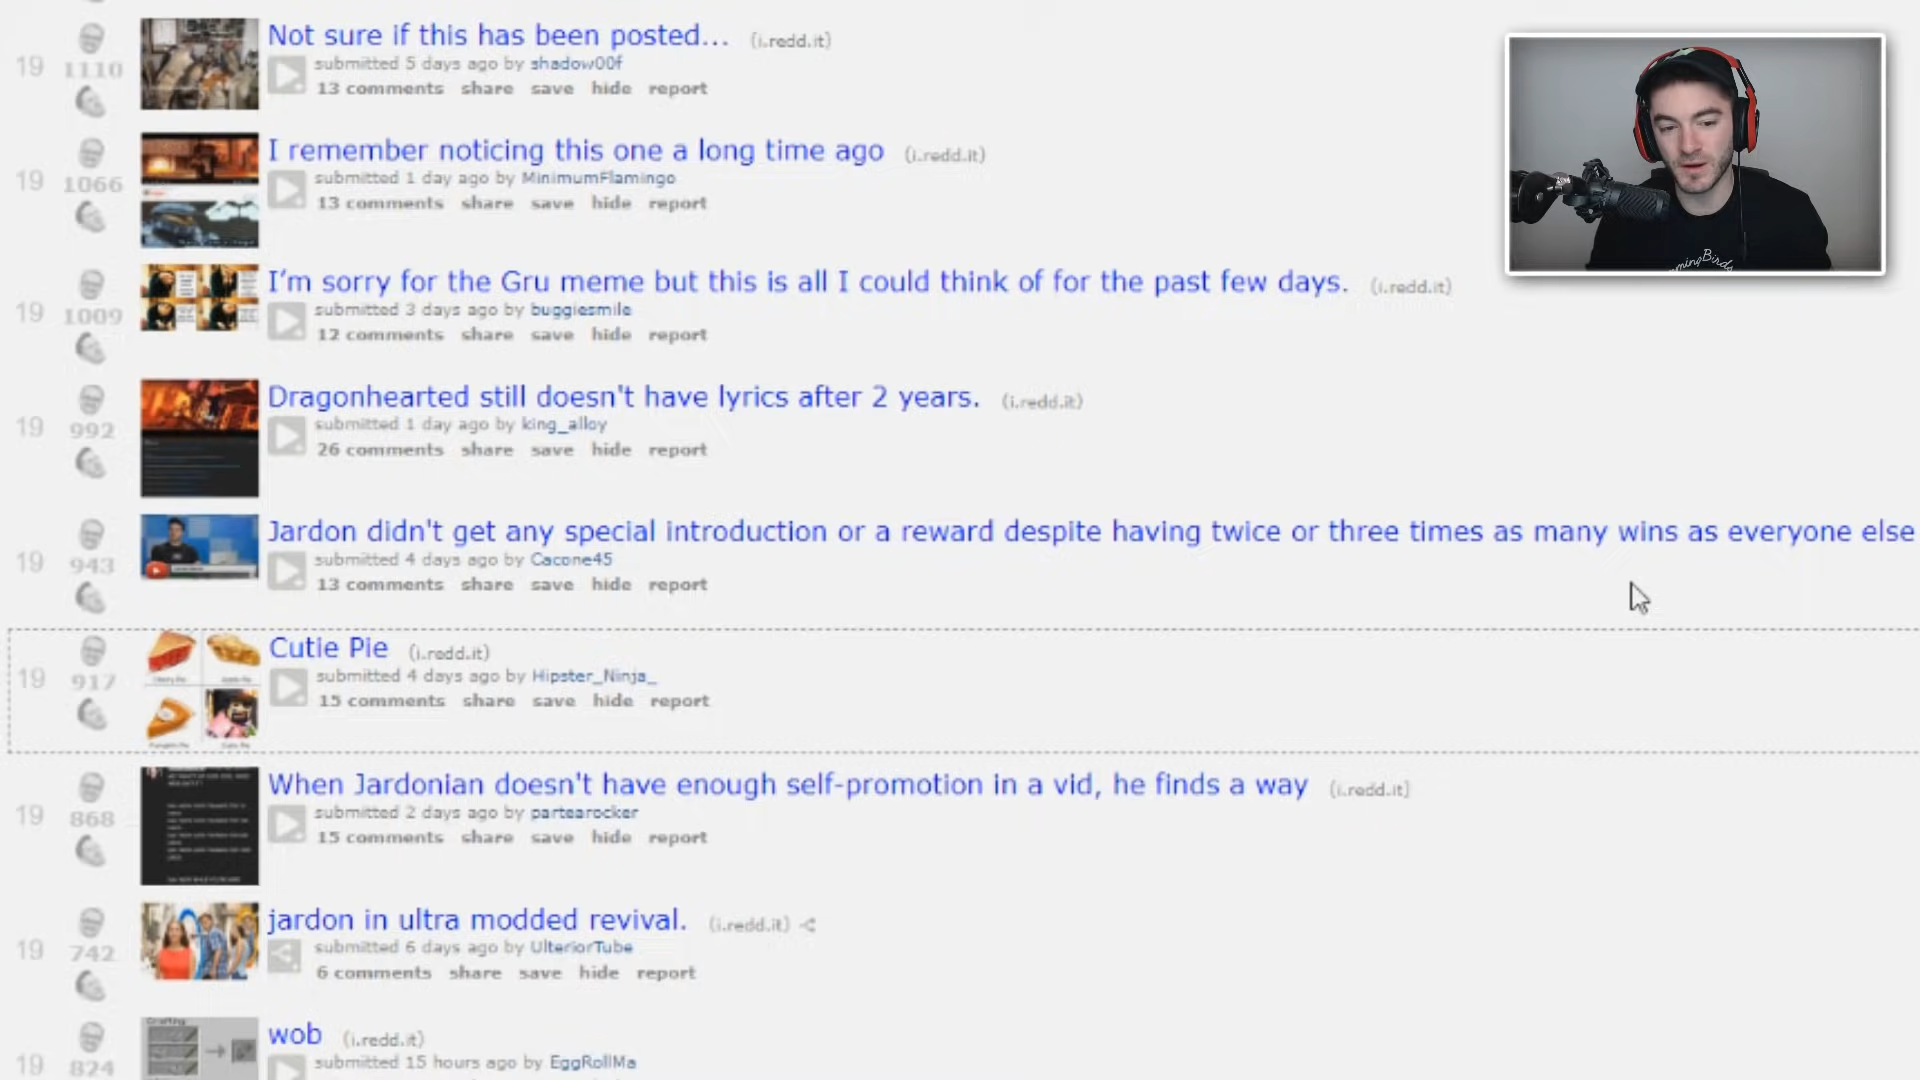 Not sure if this has been posted... (i.redd.it)
19 1110 submitted 5 days ago by shadow00f
13 comments share save hide report
I remember noticing this one a long time ago (i.redd.it)
19 1066 submitted 1 day ago by MinimumFlamingo
13 comments share save hide report
I'm sorry for the Gru meme but this is all I could think of for the past few days. (i.redd.it)
19 1009 submitted 3 days ago by buggiesmile
12 comments share save hide report
Dragonhearted still doesn't have lyrics after 2 years. (i.redd.it)
19 992 submitted 1 day ago by king_alloy
26 comments share save hide report
Jardon didn't get any special introduction or a reward despite having twice or three times as many wins as everyone else
19 943 submitted 4 days ago by Cacone45
13 comments share save hide report
Cutie Pie (i.redd.it)
19 917 submitted 4 days ago by Hipster_Ninja_
15 comments share save hide report
When Jardonian doesn't have enough self-promotion in a vid, he finds a way (i.redd.it)
19 868 submitted 2 days ago by partearocker
15 comments share save hide report
jardon in ultra modded revival. (i.redd.it)
19 742 submitted 6 days ago by UlteriorTube
6 comments share save hide report
wob (i.redd.it)
19 824 submitted 15 hours ago by EggRollMa